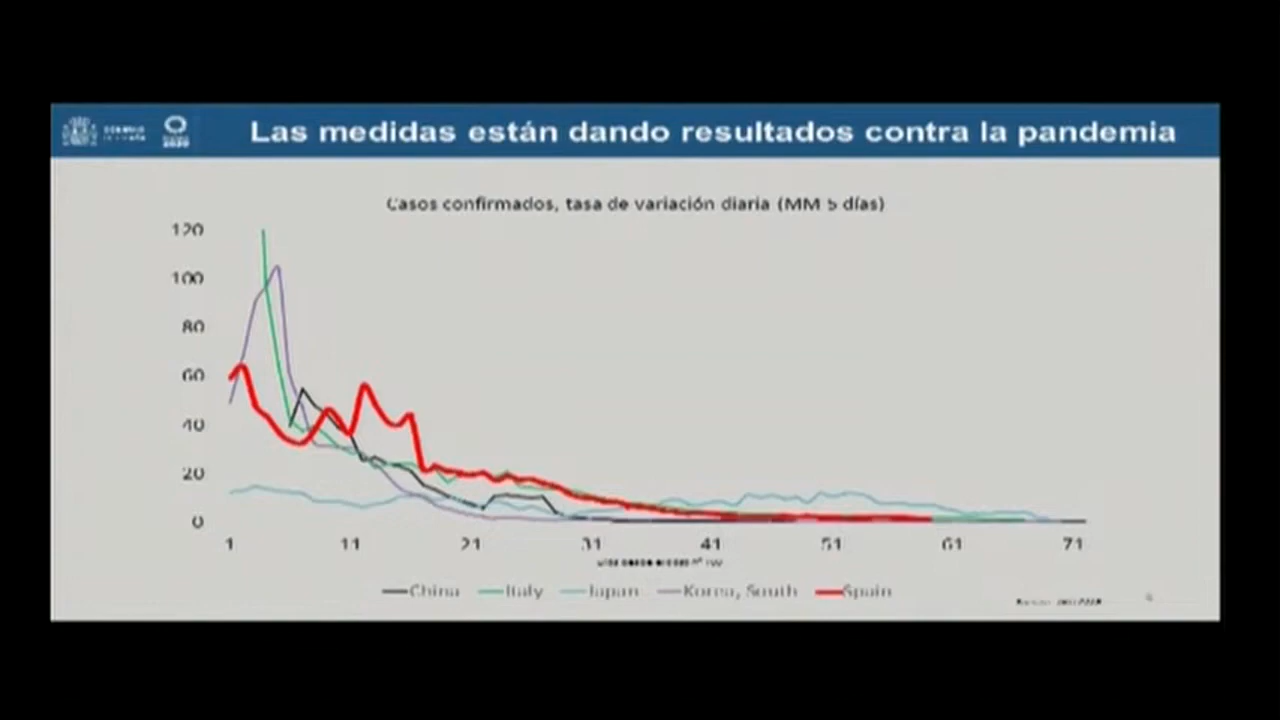 Las medidas están dando resultados contra la pandemia
Casos confirmados, tasa de variación diaria (MM 5 días)
120
100
80
60
40
20
0
1 11 21 31 41 51 61 71
China Italy Japan Korea, South Spain